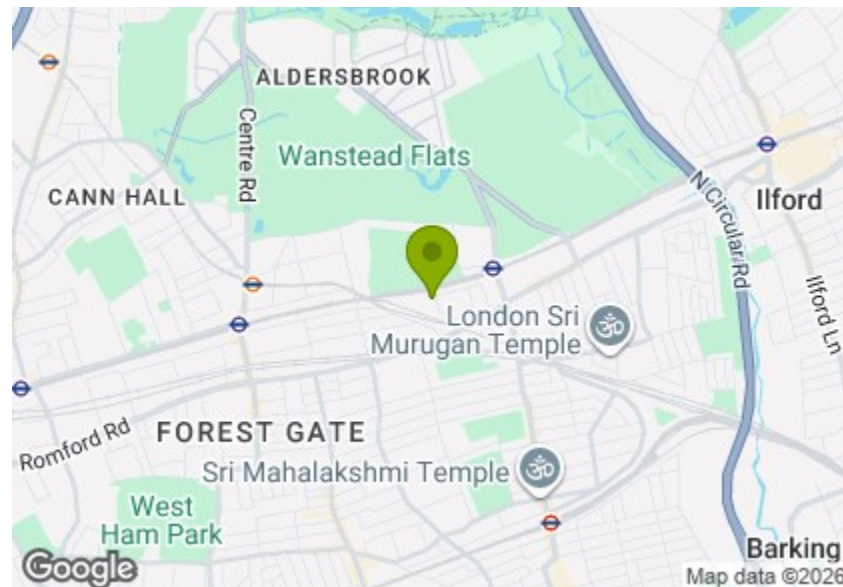 ALDERSBROOK
Centre Rd
Wanstead Flats
CANN HALL
N Circular Rd
Ilford
Ilford Ln
London Sri
Murugan Temple
FOREST GATE
Romford Rd
Sri Mahalakshmi Temple
West
Ham Park
Barking
Google
Map data ©2026